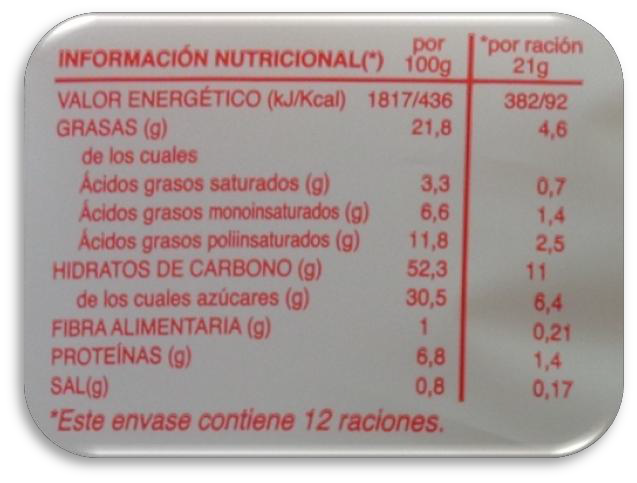 INFORMACIÓN NUTRICIONAL(*) por 100g *por ración 21g
VALOR ENERGÉTICO (kJ/Kcal) 1817/436 382/92
GRASAS (g) 21,8 4,6
de los cuales
Ácidos grasos saturados (g) 3,3 0,7
Ácidos grasos monoinsaturados (g) 6,6 1,4
Ácidos grasos poliinsaturados (g) 11,8 2,5
HIDRATOS DE CARBONO (g) 52,3 11
de los cuales azúcares (g) 30,5 6,4
FIBRA ALIMENTARIA (g) 1 0,21
PROTEÍNAS (g) 6,8 1,4
SAL(g) 0,8 0,17
*Este envase contiene 12 raciones.